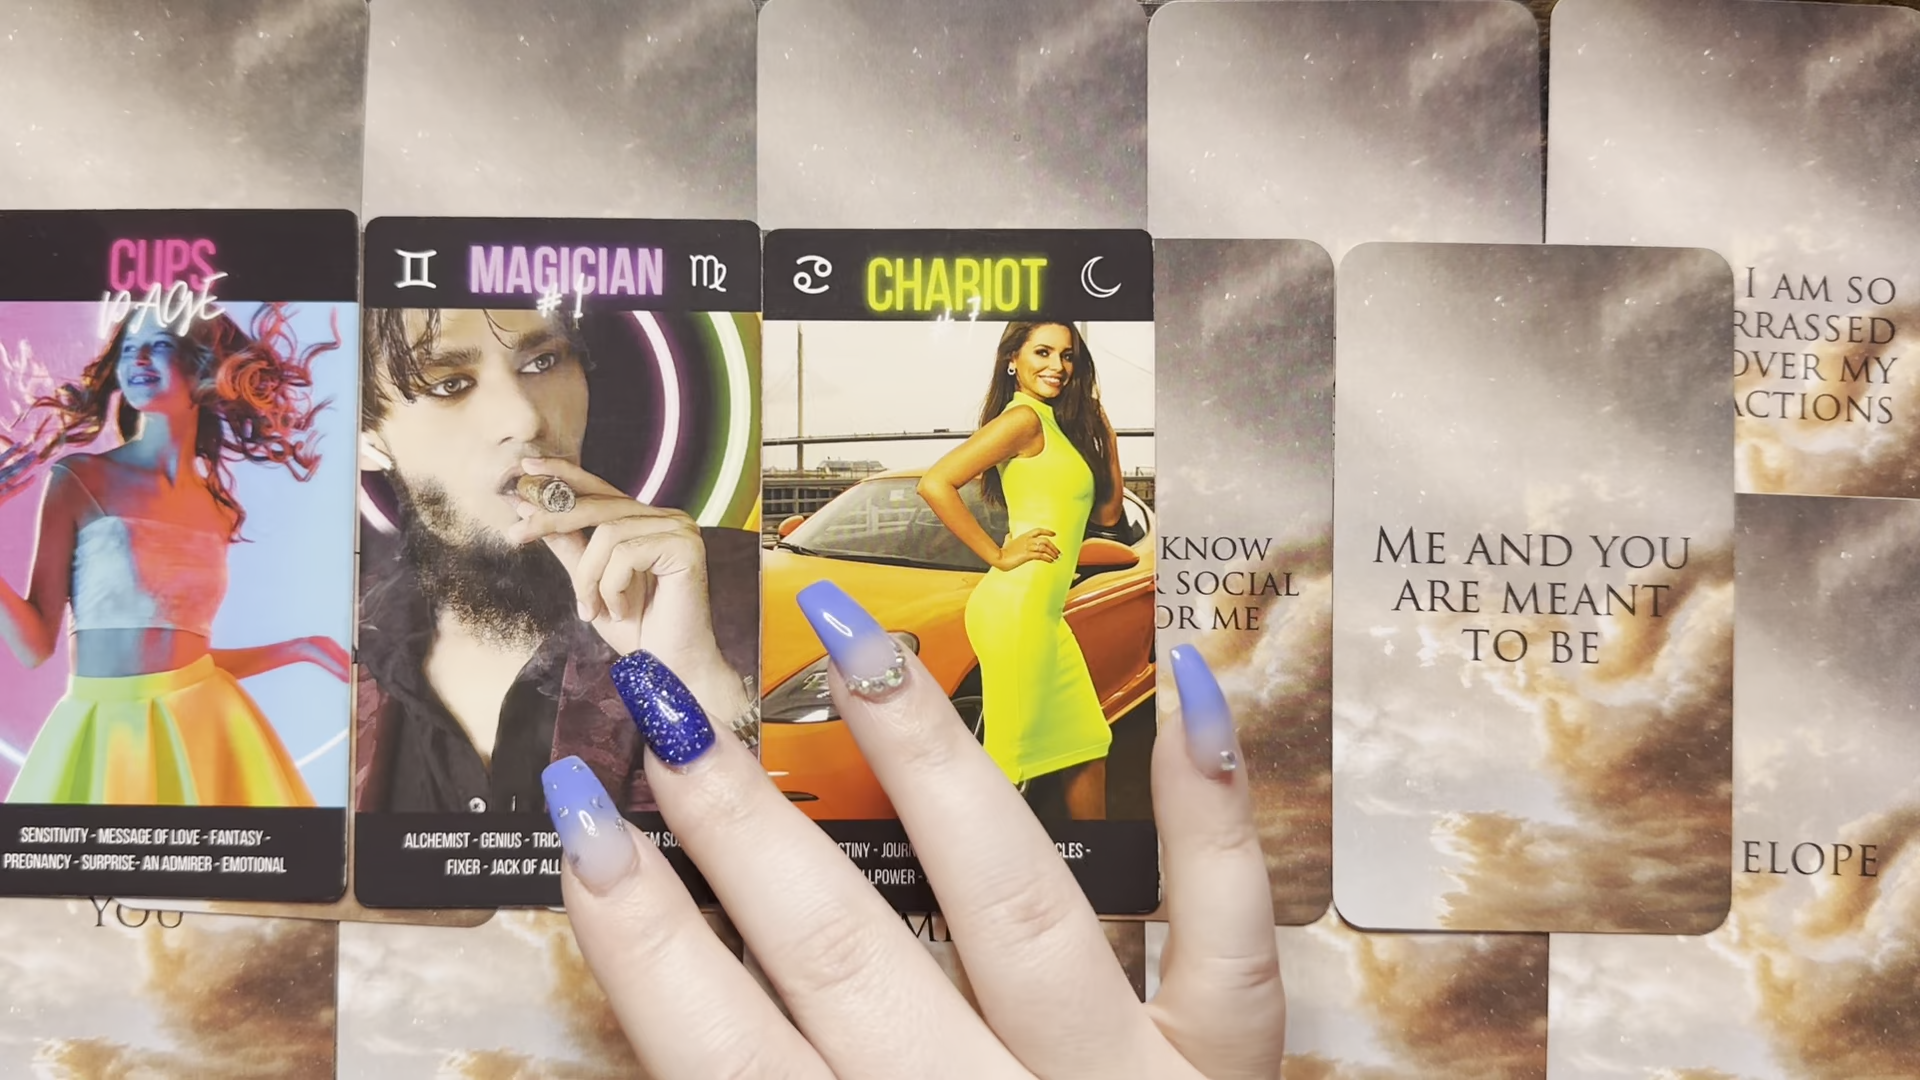 CUPS
PAGE
SENSITIVITY - MESSAGE OF LOVE - FANTASY -
PREGNANCY - SURPRISE- AN ADMIRER - EMOTIONAL
♊ MAGICIAN ♍
#1
ALCHEMIST - GENIUS -
FIXER - JACK OF ALL
♋ CHARIOT ☾
# 7
KNOW
SOCIAL
OR ME
ME AND YOU
ARE MEANT
TO BE
I AM SO
RRASSED
OVER MY
ACTIONS
ELOPE
YOU